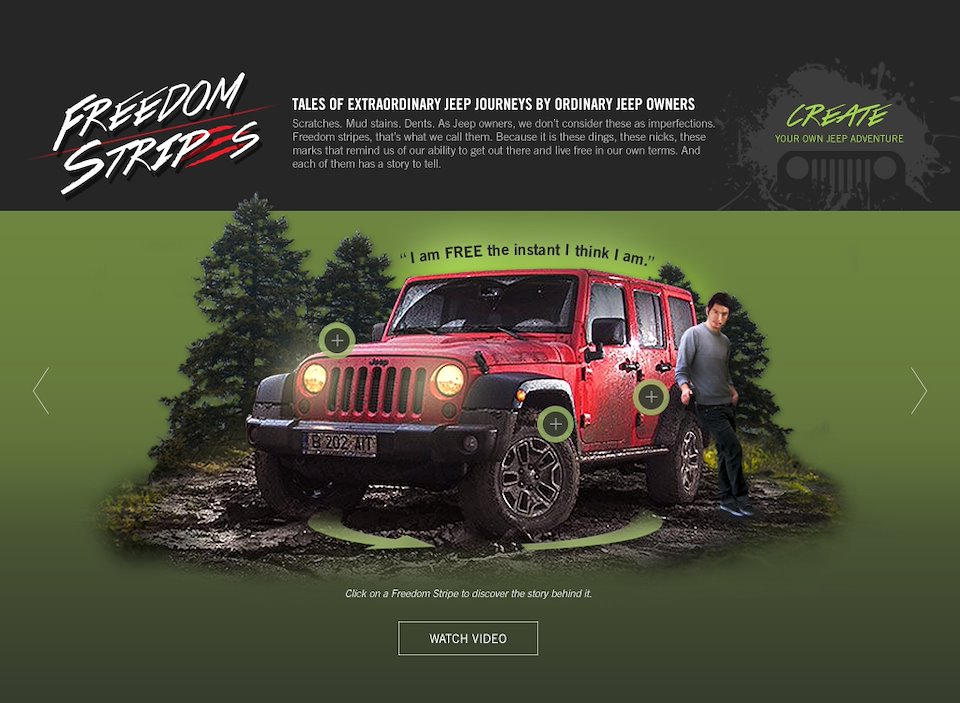 FREEDOM
STRIPES
TALES OF EXTRAORDINARY JEEP JOURNEYS BY ORDINARY JEEP OWNERS
Scratches. Mud stains. Dents. As Jeep owners, we don't consider these as imperfections.
Freedom stripes, that's what we call them. Because it is these dings, these nicks, these
marks that remind us of our ability to get out there and live free in our own terms. And
each of them has a story to tell.
CREATE
YOUR OWN JEEP ADVENTURE
“I am FREE the instant I think I am.”
Jeep
B 202 AIT
Click on a Freedom Stripe to discover the story behind it.
WATCH VIDEO